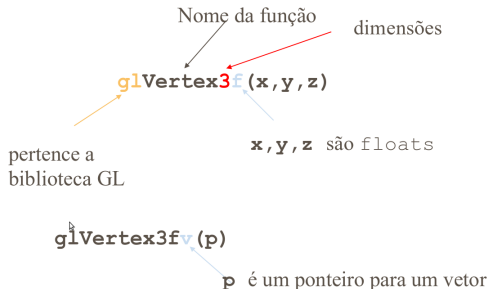 Nome da função
dimensões
glVertex3f(x,y,z)
x,y,z são floats
pertence a
biblioteca GL
glVertex3fv(p)
p é um ponteiro para um vetor